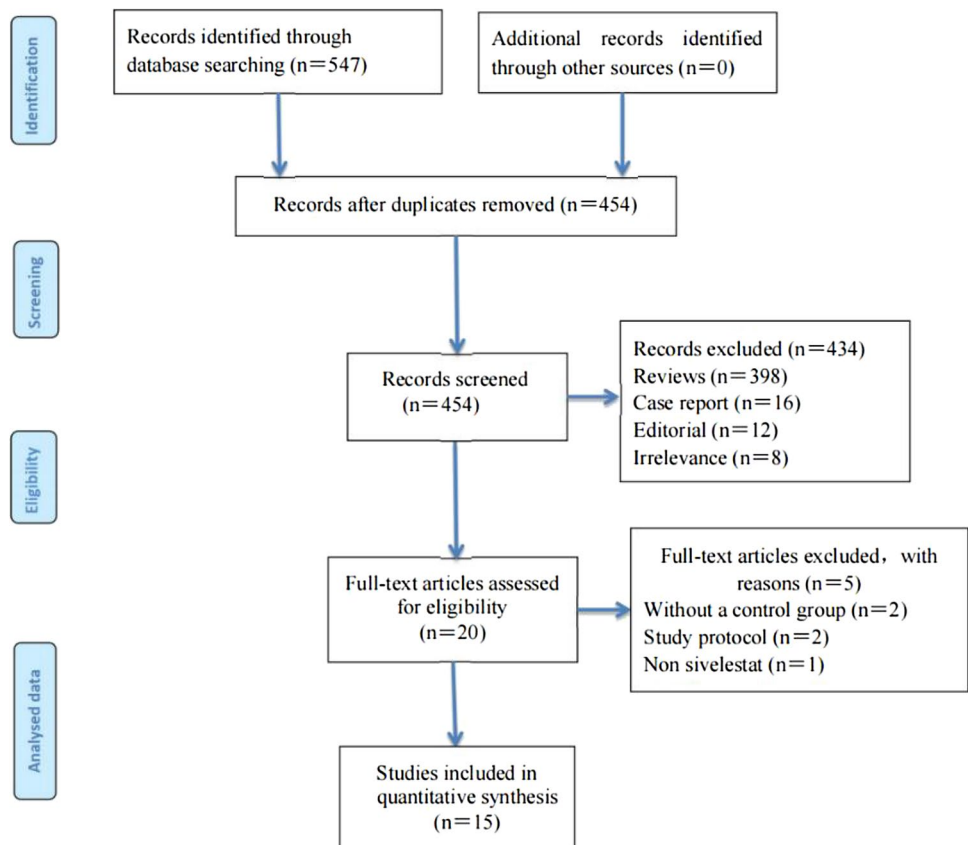 Identification
Records identified through
database searching (n=547)
Additional records identified
through other sources (n=0)
Records after duplicates removed (n=454)
Screening
Records screened
(n=454)
Records excluded (n=434)
Reviews (n=398)
Case report (n=16)
Editorial (n=12)
Irrelevance (n=8)
Eligibility
Full-text articles assessed
for eligibility
(n=20)
Full-text articles excluded，with
reasons (n=5)
Without a control group (n=2)
Study protocol (n=2)
Non sivelestat (n=1)
Analysed data
Studies included in
quantitative synthesis
(n=15)